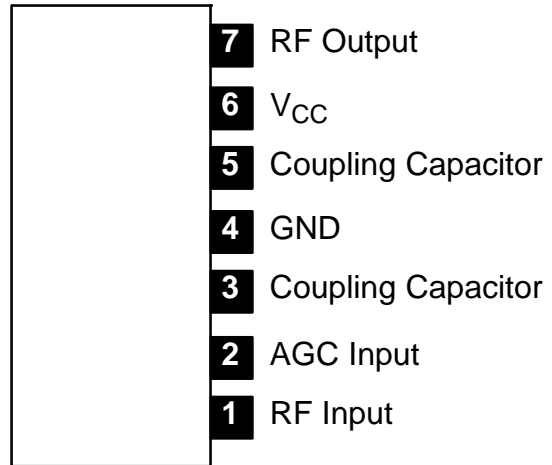 7 RF Output
6 VCC
5 Coupling Capacitor
4 GND
3 Coupling Capacitor
2 AGC Input
1 RF Input